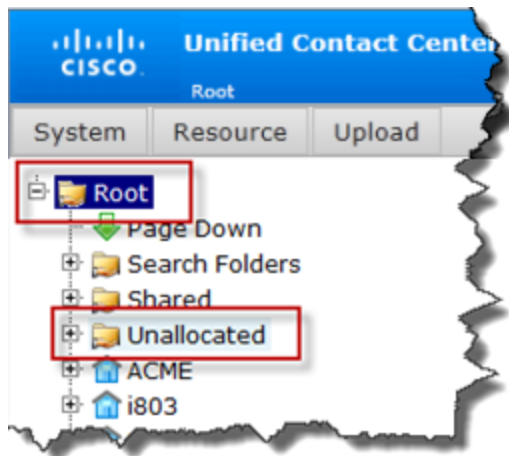 CISCO
Unified Contact Center
Root
System Resource Upload
Root
Page Down
Search Folders
Shared
Unallocated
ACME
i803